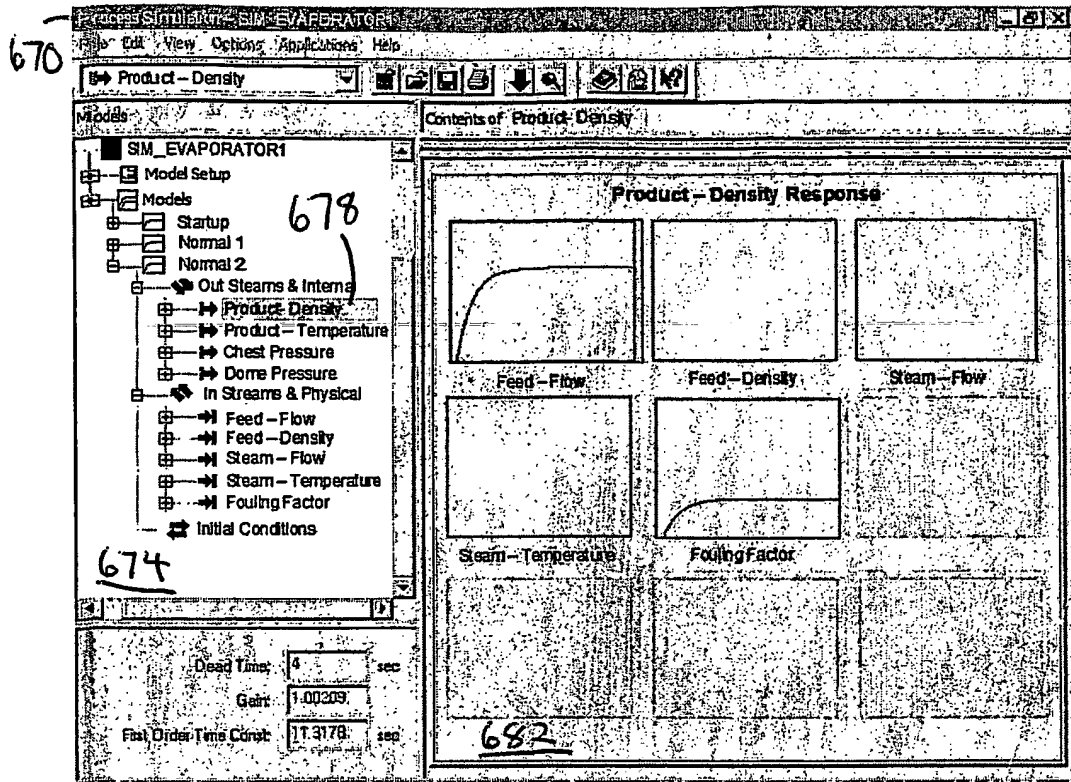 670
Process Simulation – SIM_EVAPORATOR1
File Edit View Options Applications Help
Product – Density
Models
Contents of Product-Density
SIM_EVAPORATOR1
Model Setup
Models
Startup
Normal 1
Normal 2
678
Out Steams & Internal
Product-Density
Product – Temperature
Chest Pressure
Dome Pressure
In Streams & Physical
Feed – Flow
Feed – Density
Steam – Flow
Steam – Temperature
Fouling Factor
Initial Conditions
674
Dead Time: 4 sec
Gain: 1.00209
First Order Time Const: 11.3178 sec
Product – Density Response
Feed – Flow
Feed – Density
Steam – Flow
Steam – Temperature
Fouling Factor
682